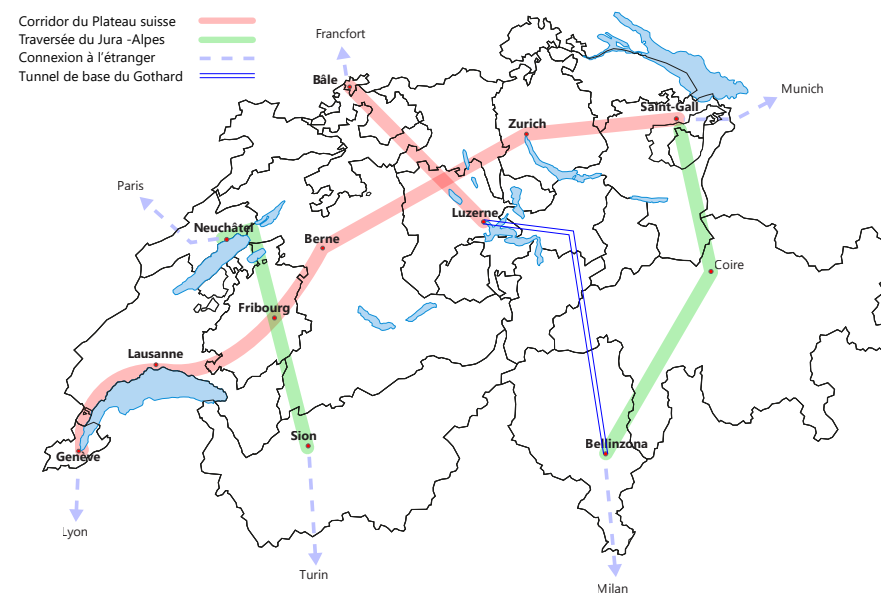 Corridor du Plateau suisse
Traversée du Jura -Alpes
Connexion à l'étranger
Tunnel de base du Gothard
Francfort
Bâle
Munich
Saint-Gall
Zurich
Paris
Luzerne
Neuchâtel
Berne
Coire
Fribourg
Lausanne
Sion
Bellinzona
Genève
Lyon
Turin
Milan